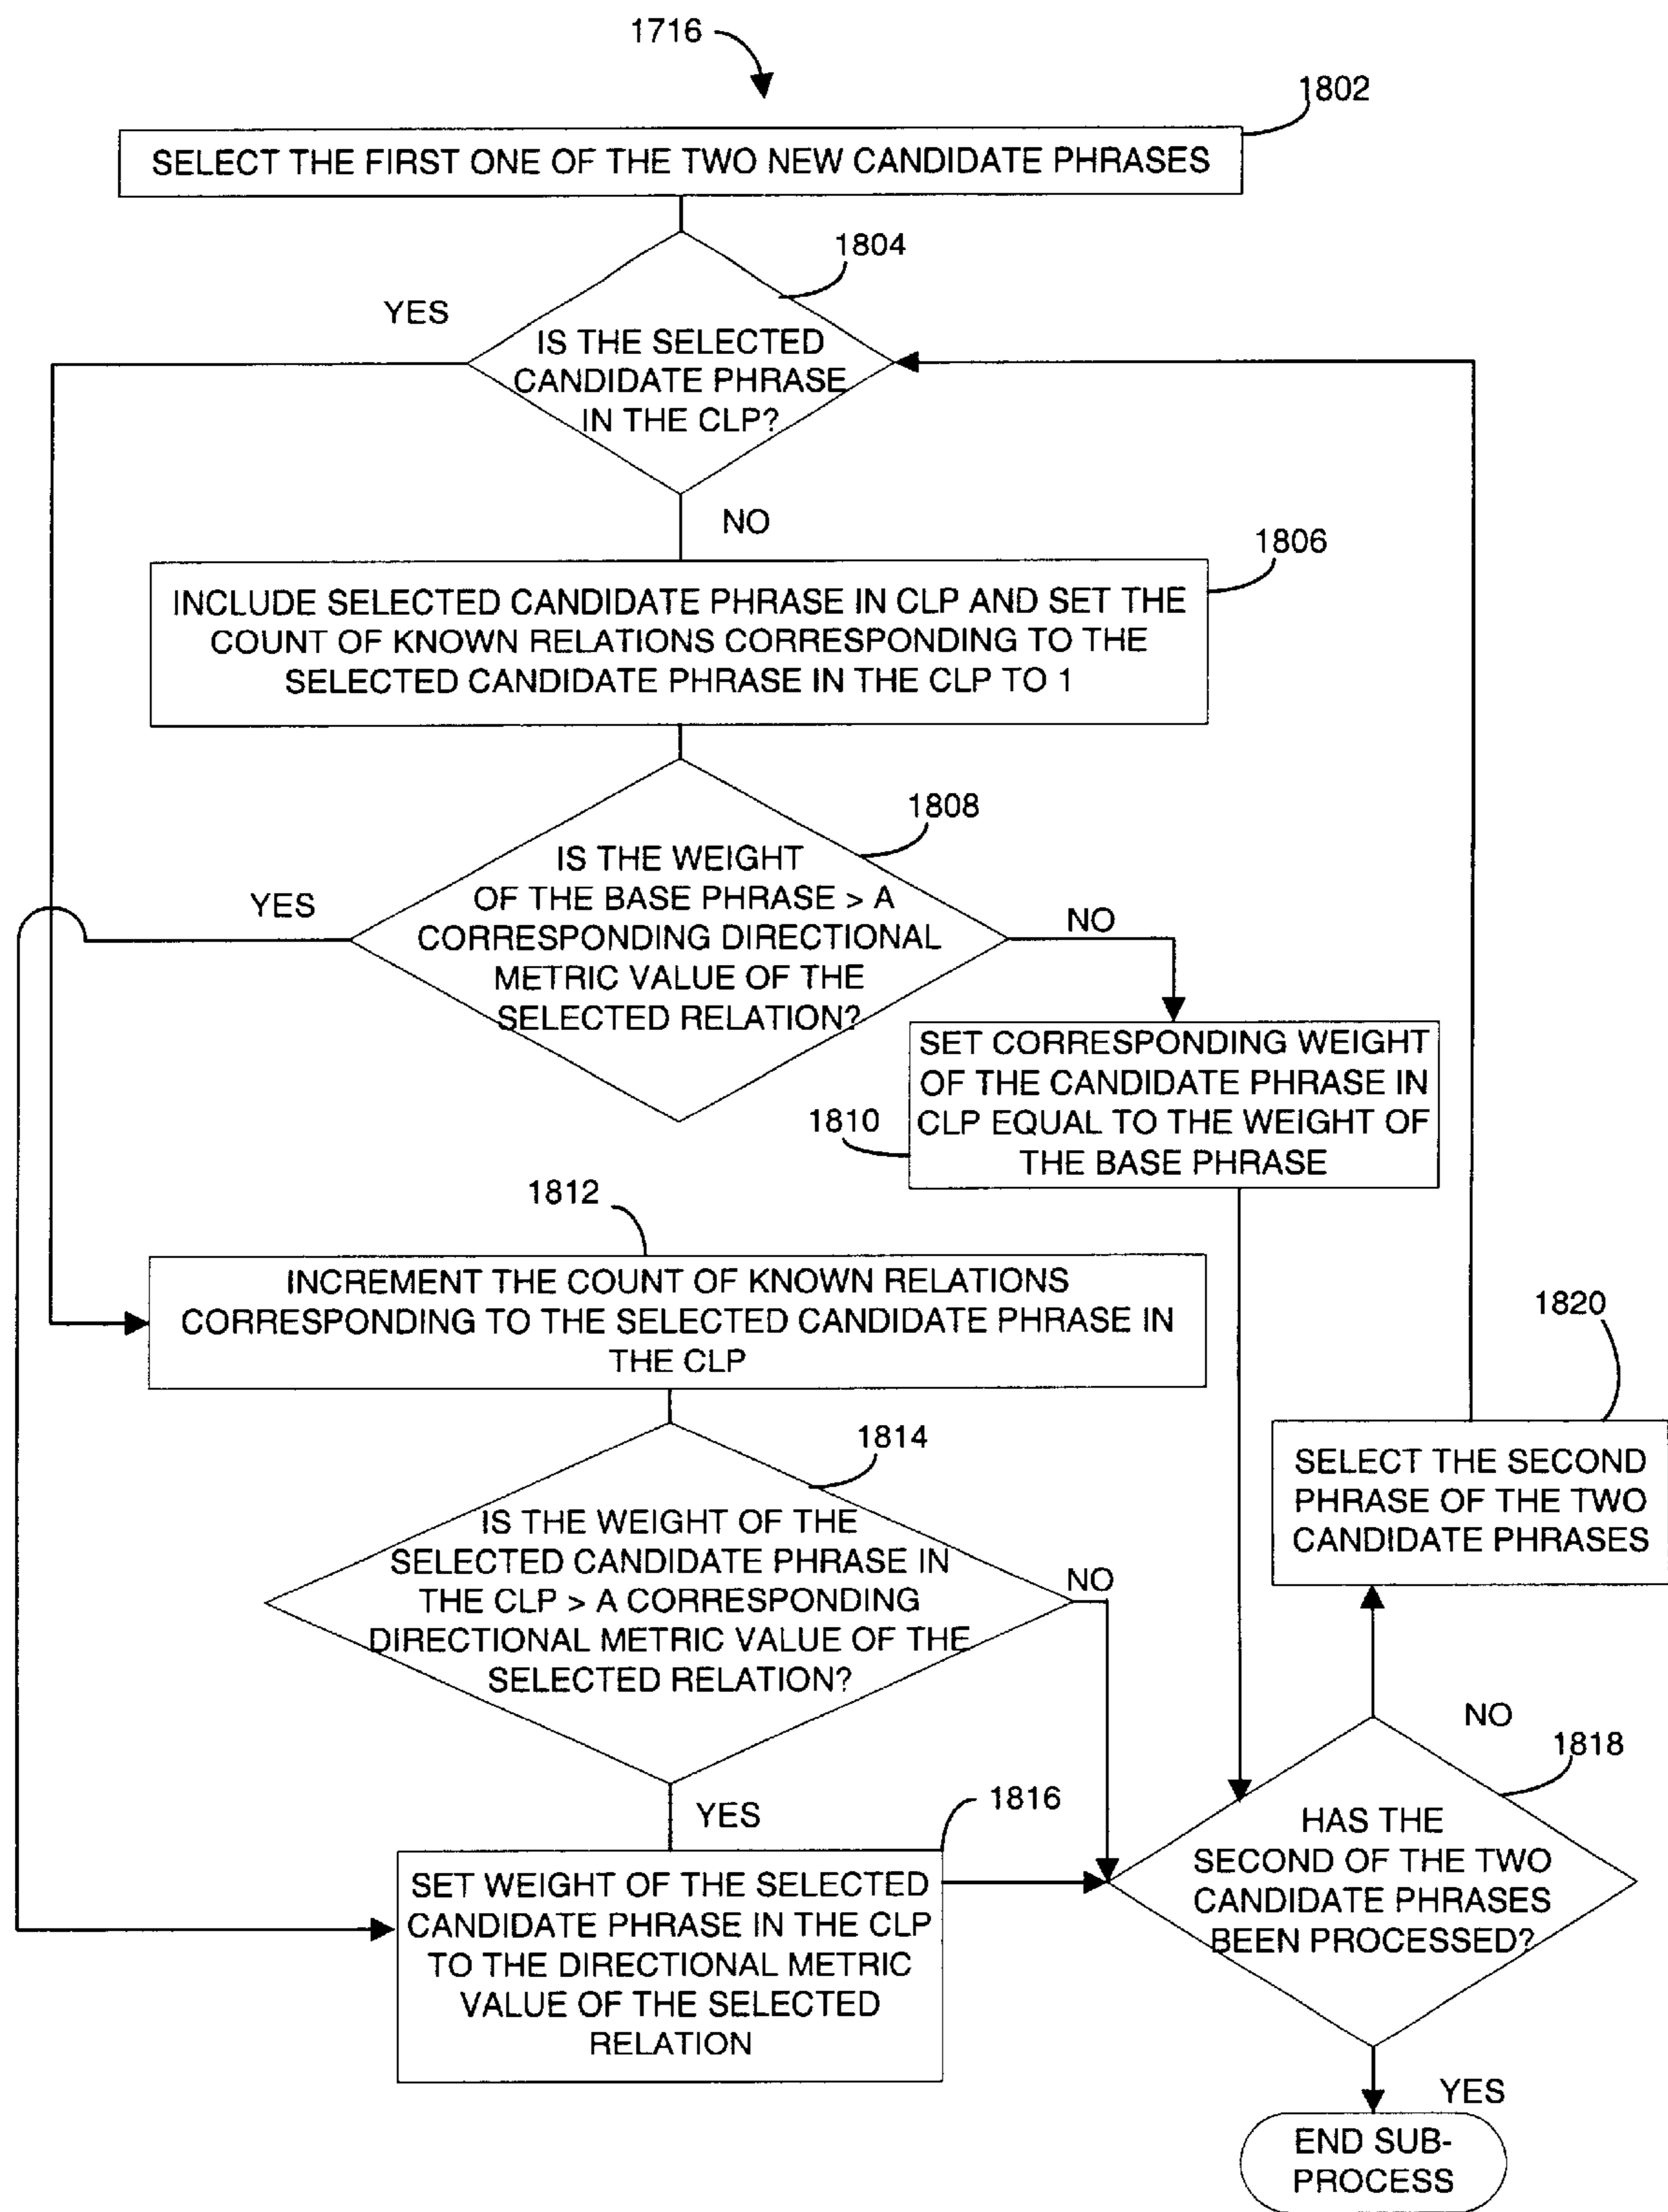 1716
1802
SELECT THE FIRST ONE OF THE TWO NEW CANDIDATE PHRASES
1804
YES
IS THE SELECTED
CANDIDATE PHRASE
IN THE CLP?
NO
1806
INCLUDE SELECTED CANDIDATE PHRASE IN CLP AND SET THE
COUNT OF KNOWN RELATIONS CORRESPONDING TO THE
SELECTED CANDIDATE PHRASE IN THE CLP TO 1
1808
YES
IS THE WEIGHT
OF THE BASE PHRASE > A
CORRESPONDING DIRECTIONAL
METRIC VALUE OF THE
SELECTED RELATION?
NO
SET CORRESPONDING WEIGHT
OF THE CANDIDATE PHRASE IN
CLP EQUAL TO THE WEIGHT OF
THE BASE PHRASE
1810
1812
INCREMENT THE COUNT OF KNOWN RELATIONS
CORRESPONDING TO THE SELECTED CANDIDATE PHRASE IN
THE CLP
1820
SELECT THE SECOND
PHRASE OF THE TWO
CANDIDATE PHRASES
1814
IS THE WEIGHT OF THE
SELECTED CANDIDATE PHRASE IN
THE CLP > A CORRESPONDING
DIRECTIONAL METRIC VALUE OF THE
SELECTED RELATION?
NO
YES
1816
SET WEIGHT OF THE SELECTED
CANDIDATE PHRASE IN THE CLP
TO THE DIRECTIONAL METRIC
VALUE OF THE SELECTED
RELATION
NO
1818
HAS THE
SECOND OF THE TWO
CANDIDATE PHRASES
BEEN PROCESSED?
YES
END SUB-
PROCESS